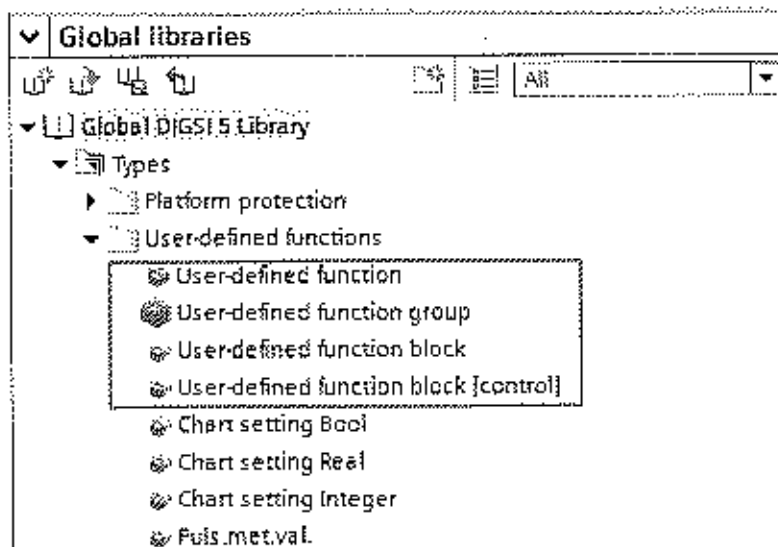 Global libraries
All
Global DIGSI 5 Library
Types
Platform protection
User-defined functions
User-defined function
User-defined function group
User-defined function block
User-defined function block [control]
Chart setting Bool
Chart setting Real
Chart setting Integer
Puls.met.val.